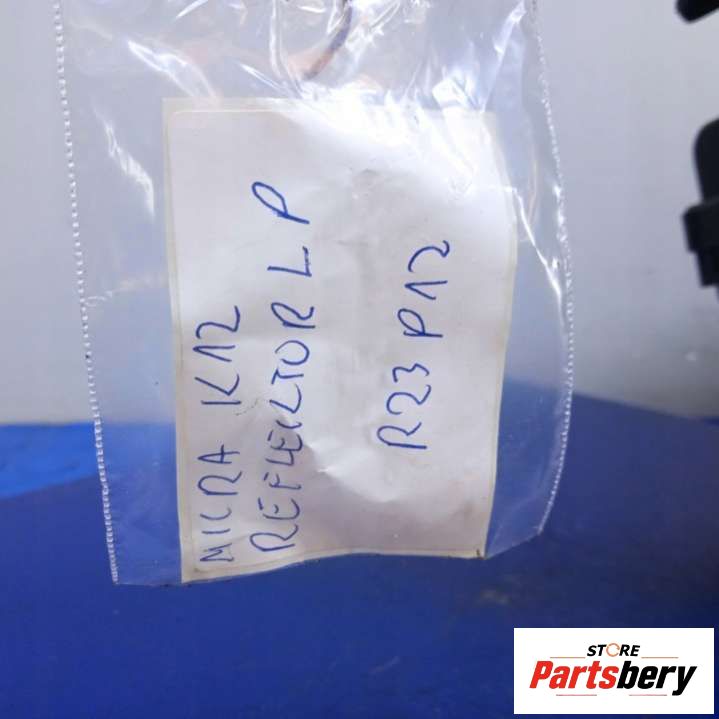 MICRA K12
REFLEKTOR L P
R23 P12
STORE
Partsbery